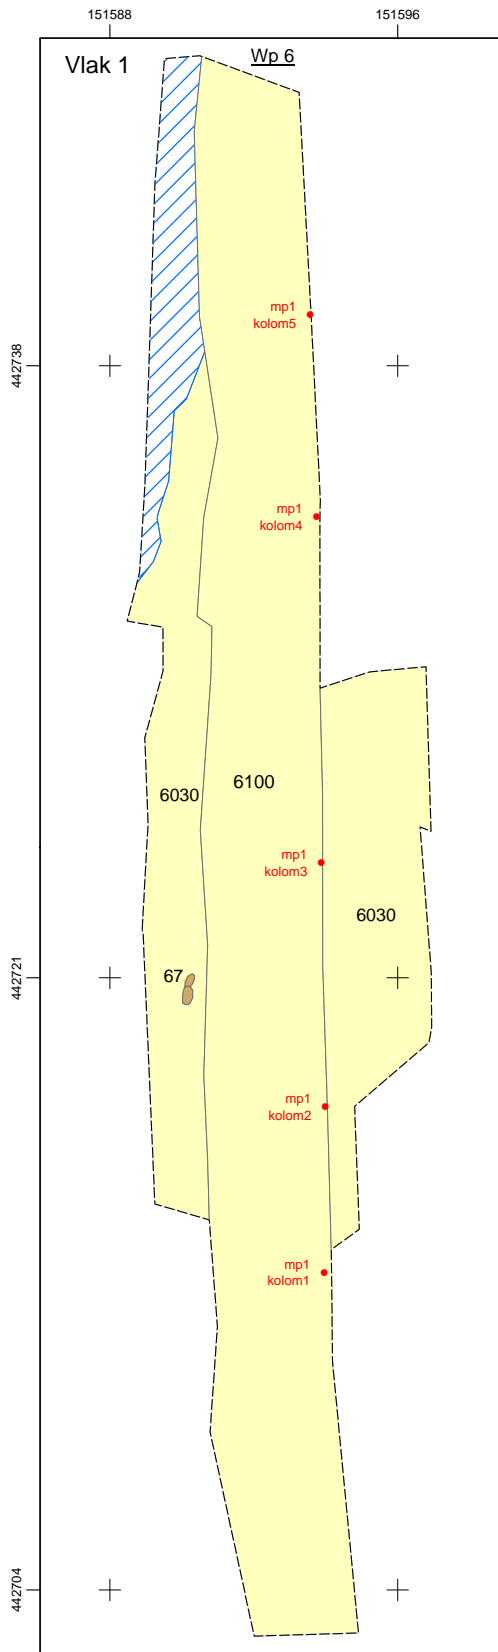 151588
151596
Vlak 1
Wp 6
mp1
kolom5
442738
mp1
kolom4
6030
6100
mp1
kolom3
6030
67
442721
mp1
kolom2
mp1
kolom1
442704